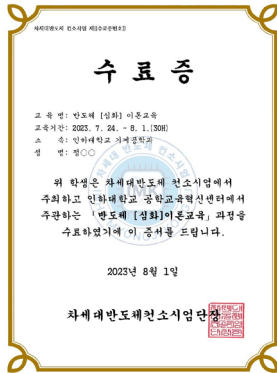 차세대반도체 컨소시엄 제[[수료증번호]]
수료증
교 육 명: 반도체 [심화] 이론교육
교육기간: 2023. 7. 24. ~ 8. 1.(30H)
소 속: 인하대학교 기계공학과
성 명: 정○○
위 학생은 차세대반도체 컨소시엄에서
주최하고 인하대학교 공학교육혁신센터에서
주관하는 「반도체 [심화]이론교육」과정을
수료하였기에 이 증서를 드립니다.
2023년 8월 1일
차세대반도체컨소시엄단장